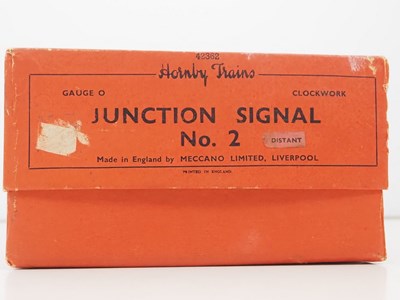 42362
Hornby Trains
GAUGE O CLOCKWORK
JUNCTION SIGNAL
No. 2 DISTANT
Made in England by MECCANO LIMITED, LIVERPOOL
PRINTED IN ENGLAND